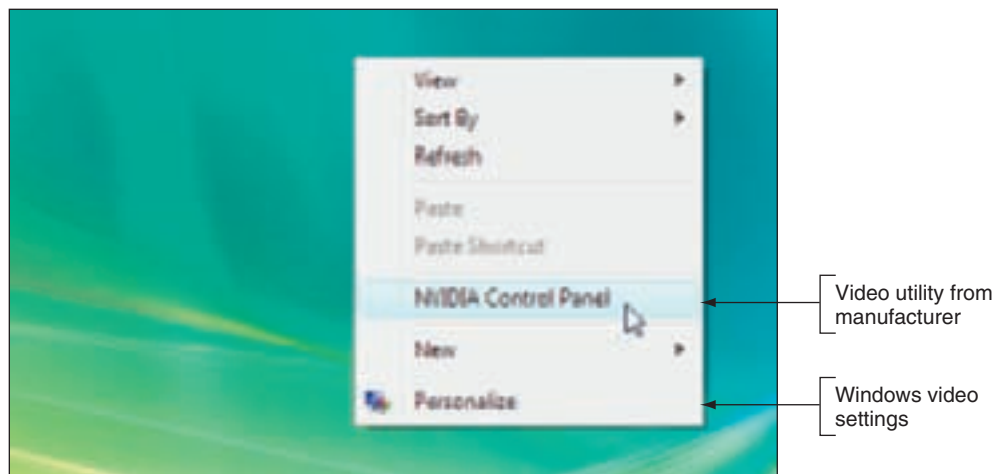 View
Sort By
Refresh
Paste
Paste Shortcut
NVIDIA Control Panel
New
Personalize
Video utility from
manufacturer
Windows video
settings